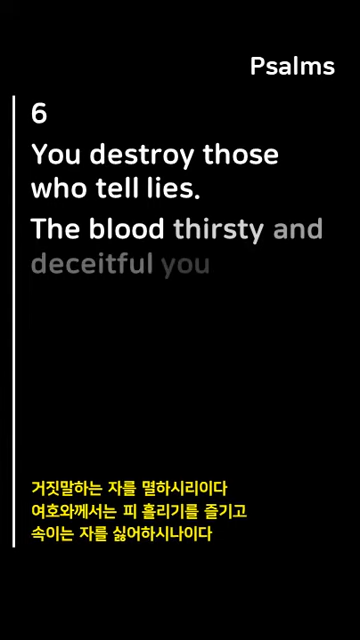 Psalms
6
You destroy those
who tell lies.
The blood thirsty and
deceitful you
거짓말하는 자를 멸하시리이다
여호와께서는 피 흘리기를 즐기고
속이는 자를 싫어하시나이다